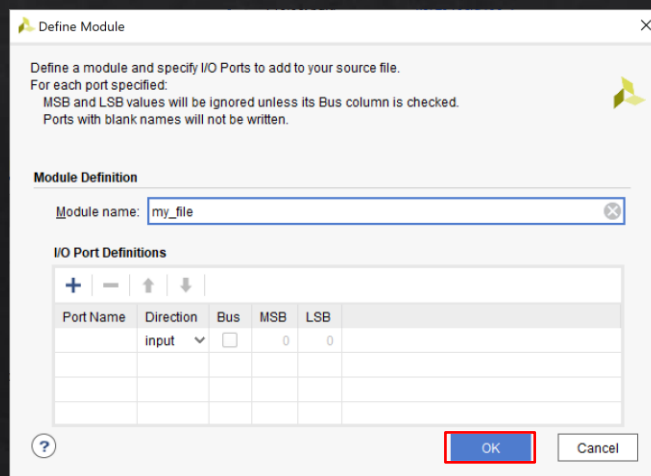 Define Module
Define a module and specify I/O Ports to add to your source file.
For each port specified:
MSB and LSB values will be ignored unless its Bus column is checked.
Ports with blank names will not be written.
Module Definition
Module name: my_file
I/O Port Definitions
Port Name Direction Bus MSB LSB
input 0 0
? OK Cancel